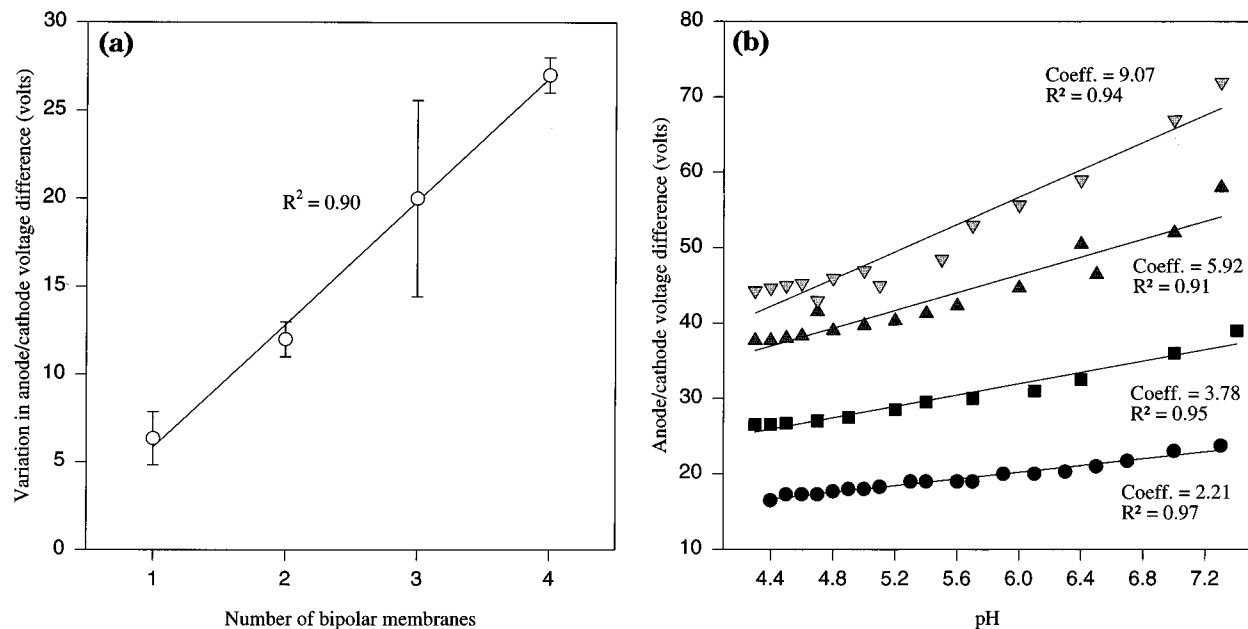 (a)
Variation in anode/cathode voltage difference (volts)
30
25
20
15
10
5
0
R² = 0.90
1 2 3 4
Number of bipolar membranes
(b)
Anode/cathode voltage difference (volts)
80
70
60
50
40
30
20
10
Coeff. = 9.07
R² = 0.94
Coeff. = 5.92
R² = 0.91
Coeff. = 3.78
R² = 0.95
Coeff. = 2.21
R² = 0.97
4.4 4.8 5.2 5.6 6.0 6.4 6.8 7.2
pH